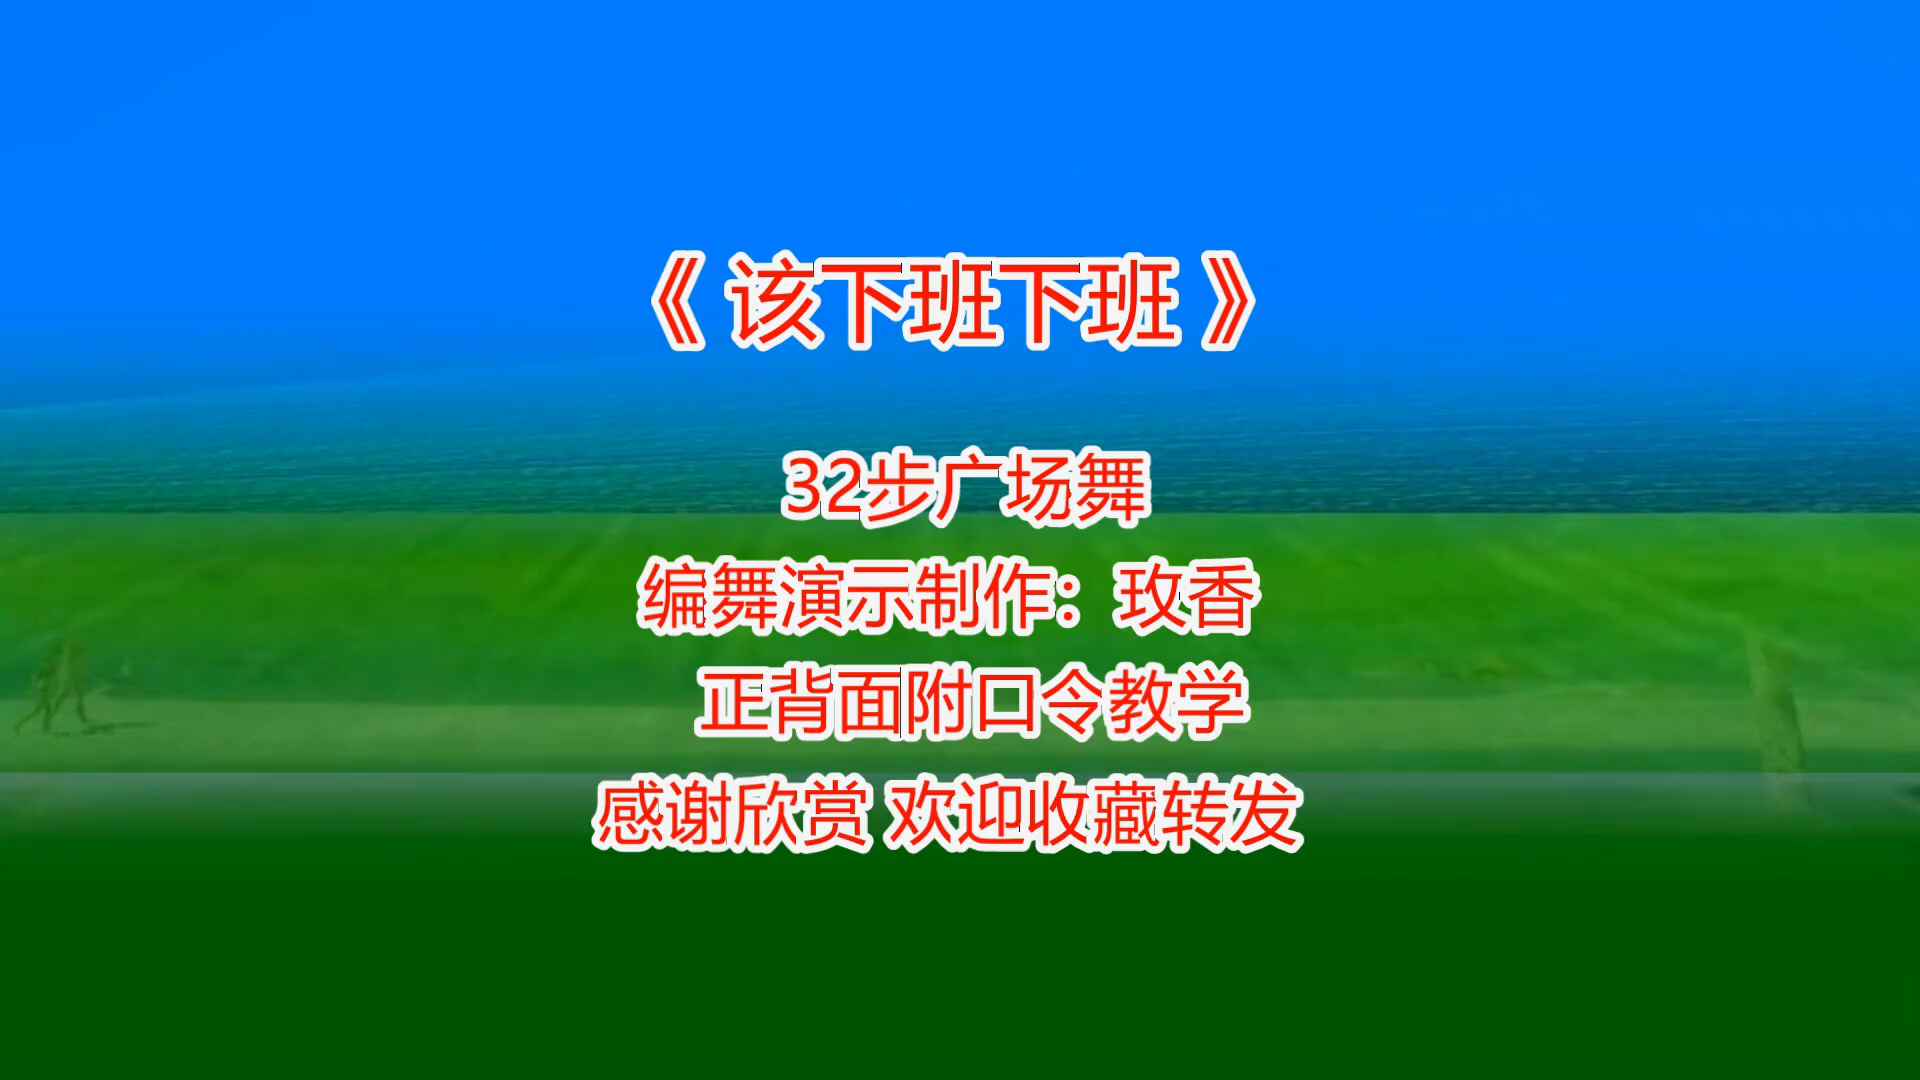 《 该下班下班 》
32步广场舞
编舞演示制作：玫香
正背面附口令教学
感谢欣赏 欢迎收藏转发